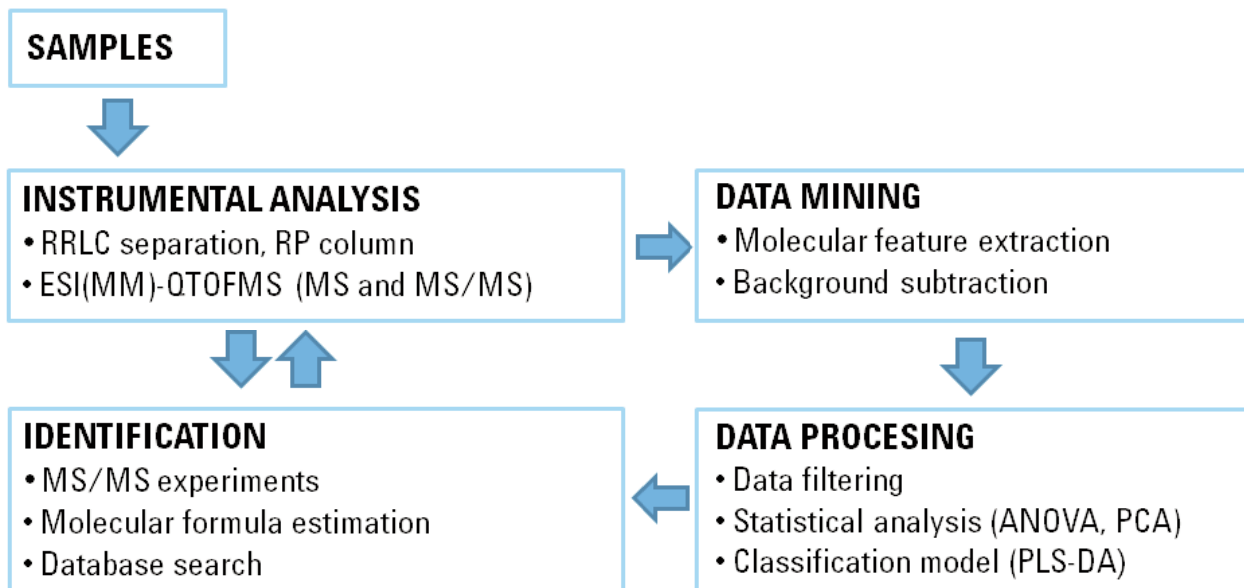 SAMPLES
INSTRUMENTAL ANALYSIS
• RRLC separation, RP column
• ESI(MM)-QTOFMS (MS and MS/MS)
DATA MINING
• Molecular feature extraction
• Background subtraction
IDENTIFICATION
• MS/MS experiments
• Molecular formula estimation
• Database search
DATA PROCESING
• Data filtering
• Statistical analysis (ANOVA, PCA)
• Classification model (PLS-DA)